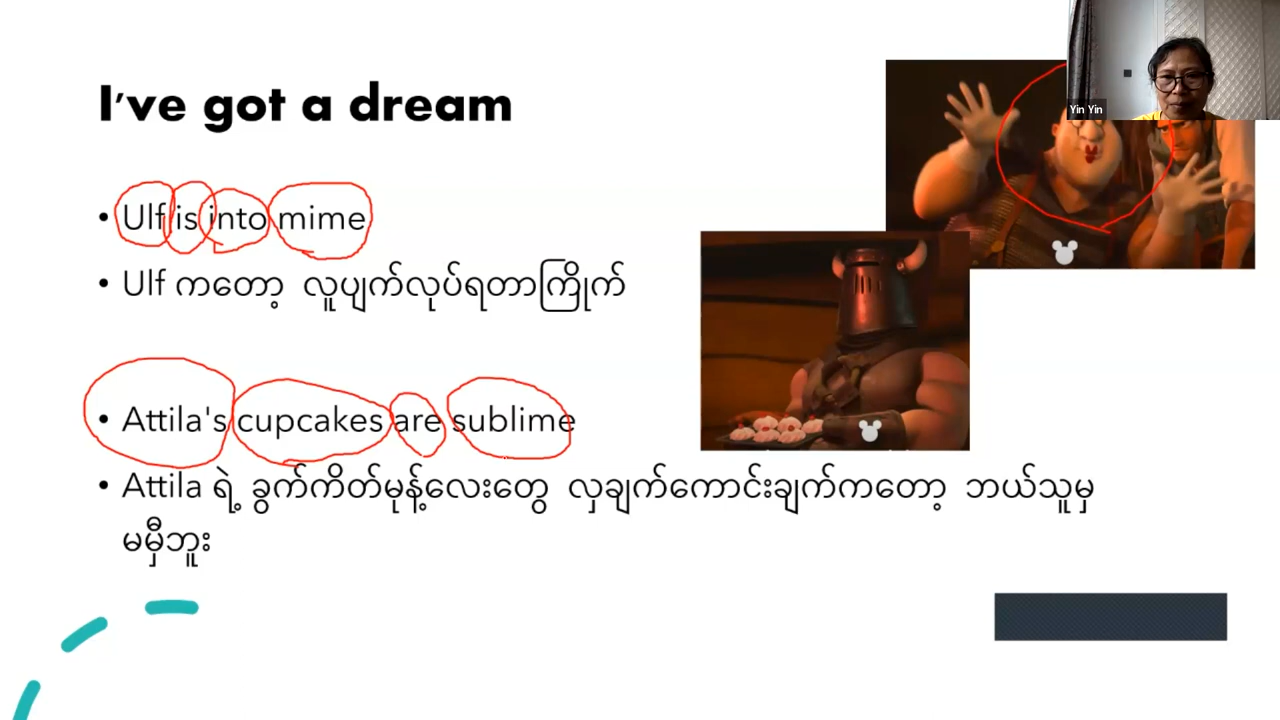 I've got a dream
Yin Yin
• Ulf is into mime
• Ulf ကတော့ လူပျက်လုပ်ရတာကြိုက်
• Attila's cupcakes are sublime
• Attila ရဲ့ ခွက်ကိတ်မုန့်လေးတွေ လှချက်ကောင်းချက်ကတော့ ဘယ်သူမှ
မမှီဘူး